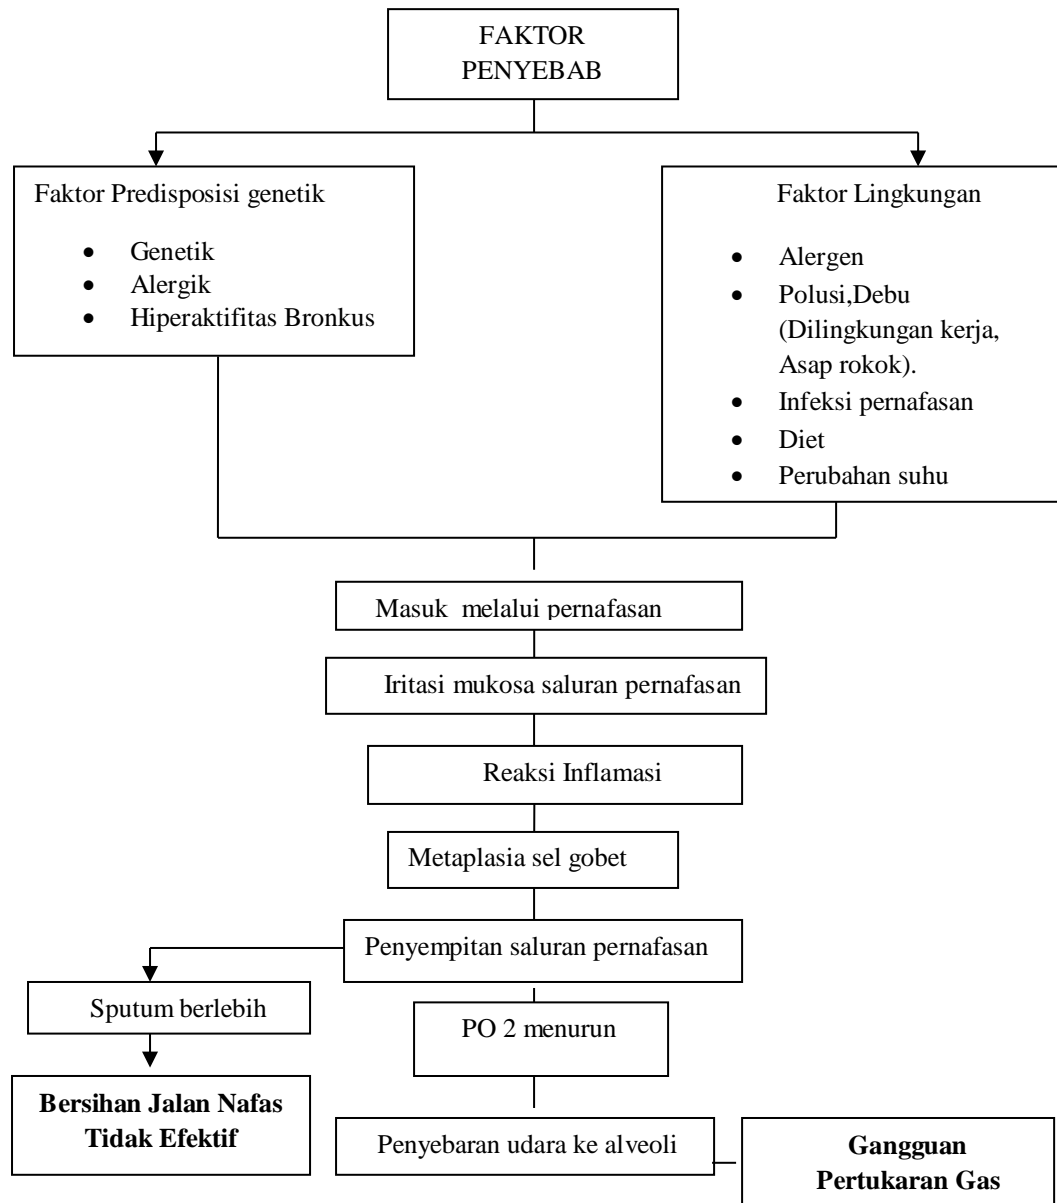 FAKTOR
PENYEBAB
Faktor Predisposisi genetik
• Genetik
• Alergik
• Hiperaktifitas Bronkus
Faktor Lingkungan
• Alergen
• Polusi,Debu
(Dilingkungan kerja,
Asap rokok).
• Infeksi pernafasan
• Diet
• Perubahan suhu
Masuk melalui pernafasan
Iritasi mukosa saluran pernafasan
Reaksi Inflamasi
Metaplasia sel gobet
Penyempitan saluran pernafasan
Sputum berlebih
PO 2 menurun
Bersihan Jalan Nafas
Tidak Efektif
Penyebaran udara ke alveoli
Gangguan
Pertukaran Gas